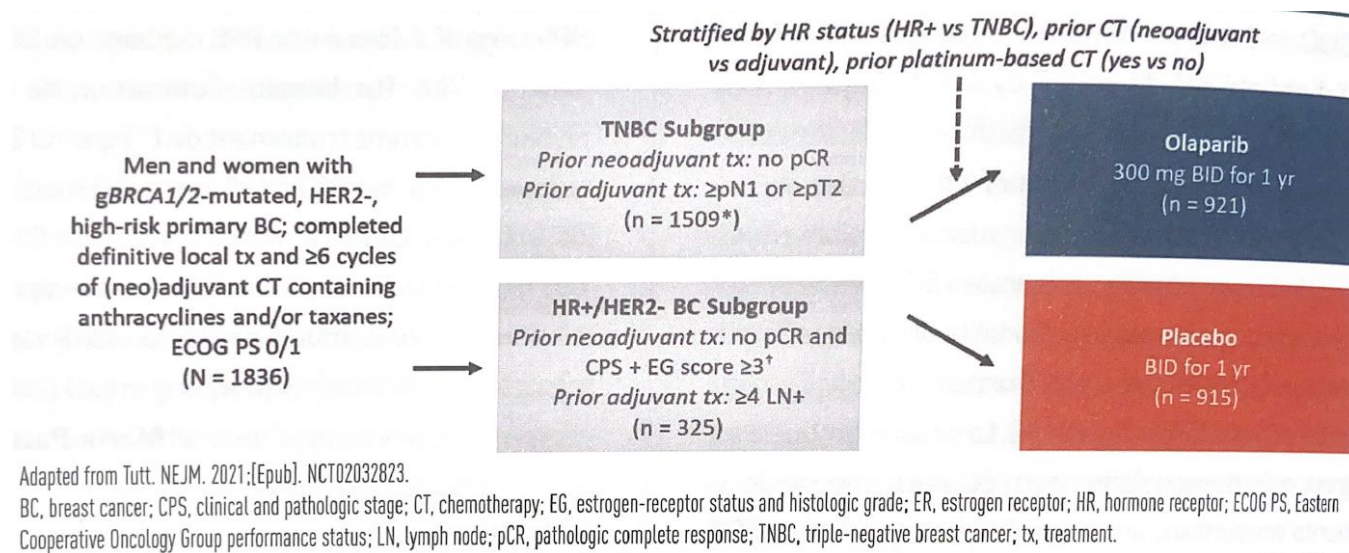 Stratified by HR status (HR+ vs TNBC), prior CT (neoadjuvant
vs adjuvant), prior platinum-based CT (yes vs no)
Men and women with
gBRCA1/2-mutated, HER2-,
high-risk primary BC; completed
definitive local tx and ≥6 cycles
of (neo)adjuvant CT containing
anthracyclines and/or taxanes;
ECOG PS 0/1
(N = 1836)
TNBC Subgroup
Prior neoadjuvant tx: no pCR
Prior adjuvant tx: ≥pN1 or ≥pT2
(n = 1509*)
HR+/HER2- BC Subgroup
Prior neoadjuvant tx: no pCR and
CPS + EG score ≥3†
Prior adjuvant tx: ≥4 LN+
(n = 325)
Olaparib
300 mg BID for 1 yr
(n = 921)
Placebo
BID for 1 yr
(n = 915)
Adapted from Tutt. NEJM. 2021;[Epub]. NCT02032823.
BC, breast cancer; CPS, clinical and pathologic stage; CT, chemotherapy; EG, estrogen-receptor status and histologic grade; ER, estrogen receptor; HR, hormone receptor; ECOG PS, Eastern
Cooperative Oncology Group performance status; LN, lymph node; pCR, pathologic complete response; TNBC, triple-negative breast cancer; tx, treatment.